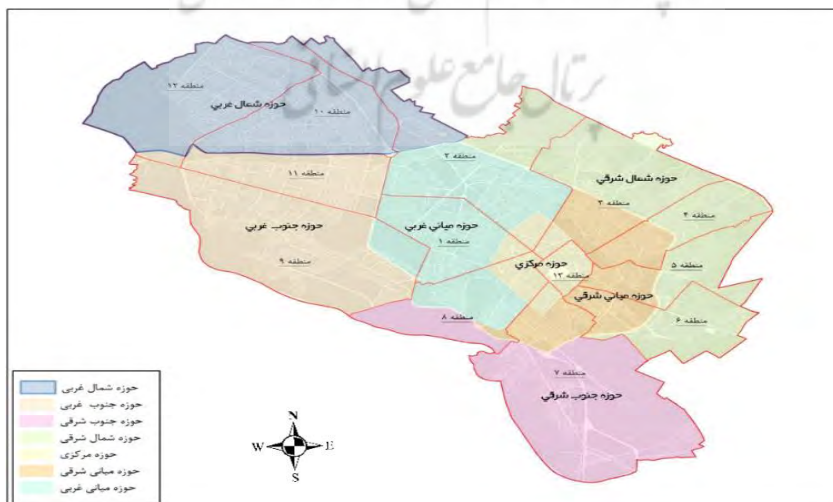 پرتال جامع علوم انسانی
منطقه ۱۲
حوزه شمال غربی
منطقه ۱۰
منطقه ۲
حوزه شمال شرقی
منطقه ۱۱
منطقه ۳
منطقه ۴
حوزه جنوب غربی
حوزه میانی غربی
منطقه ۱
حوزه مرکزی
منطقه ۵
منطقه ۹
منطقه ۱۳
حوزه میانی شرقی
منطقه ۸
منطقه ۶
منطقه ۷
حوزه جنوب شرقی
حوزه شمال غربی
حوزه جنوب غربی
حوزه جنوب شرقی
حوزه شمال شرقی
حوزه مرکزی
حوزه میانی شرقی
حوزه میانی غربی
N
W E
S